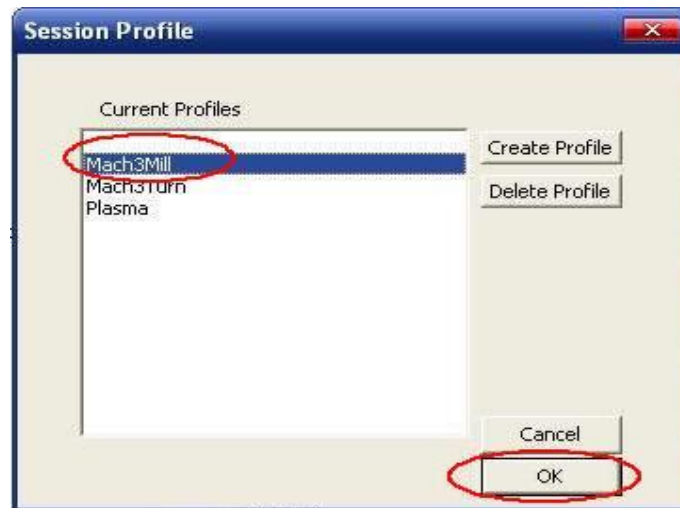 Session Profile
Current Profiles
Mach3Mill
Mach3Turn
Plasma
Create Profile
Delete Profile
Cancel
OK